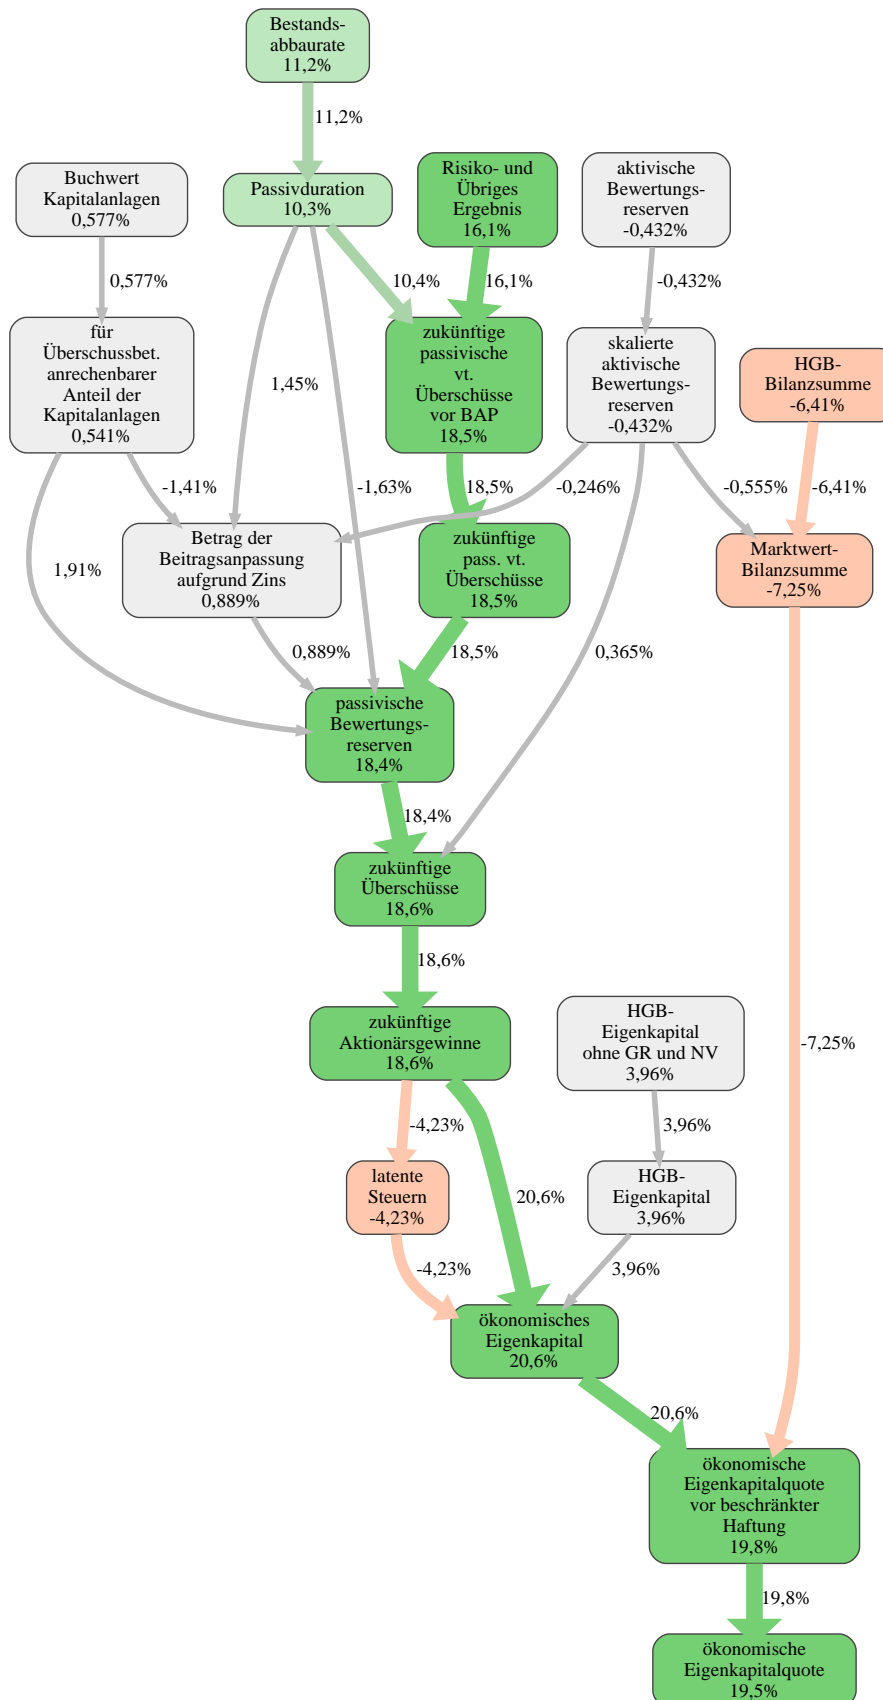 Bestands-
abbaurate
11,2%
11,2%
Buchwert
Kapitalanlagen
0,577%
Passivduration
10,3%
Risiko- und
Übriges
Ergebnis
16,1%
aktivische
Bewertungs-
reserven
-0,432%
0,577%
10,4%
16,1%
-0,432%
für
Überschussbet.
anrechenbarer
Anteil der
Kapitalanlagen
0,541%
1,45%
zukünftige
passivische
vt.
Überschüsse
vor BAP
18,5%
skalierte
aktivische
Bewertungs-
reserven
-0,432%
HGB-
Bilanzsumme
-6,41%
-1,41%
-1,63%
18,5%
-0,246%
-0,555%
-6,41%
1,91%
Betrag der
Beitragsanpassung
aufgrund Zins
0,889%
zukünftige
pass. vt.
Überschüsse
18,5%
Marktwert-
Bilanzsumme
-7,25%
0,889%
18,5%
0,365%
passivische
Bewertungs-
reserven
18,4%
18,4%
zukünftige
Überschüsse
18,6%
18,6%
zukünftige
Aktionärsgewinne
18,6%
HGB-
Eigenkapital
ohne GR und NV
3,96%
-7,25%
-4,23%
3,96%
latente
Steuern
-4,23%
20,6%
HGB-
Eigenkapital
3,96%
-4,23%
3,96%
ökonomisches
Eigenkapital
20,6%
20,6%
ökonomische
Eigenkapitalquote
vor beschränkter
Haftung
19,8%
19,8%
ökonomische
Eigenkapitalquote
19,5%